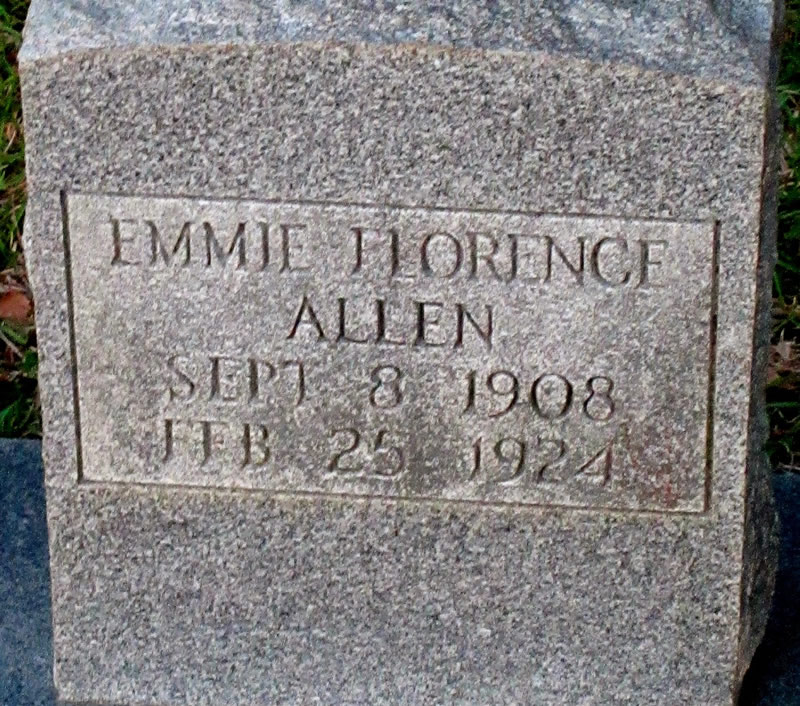 EMMIE FLORENCE
ALLEN
SEPT 8 1908
FEB 25 1924